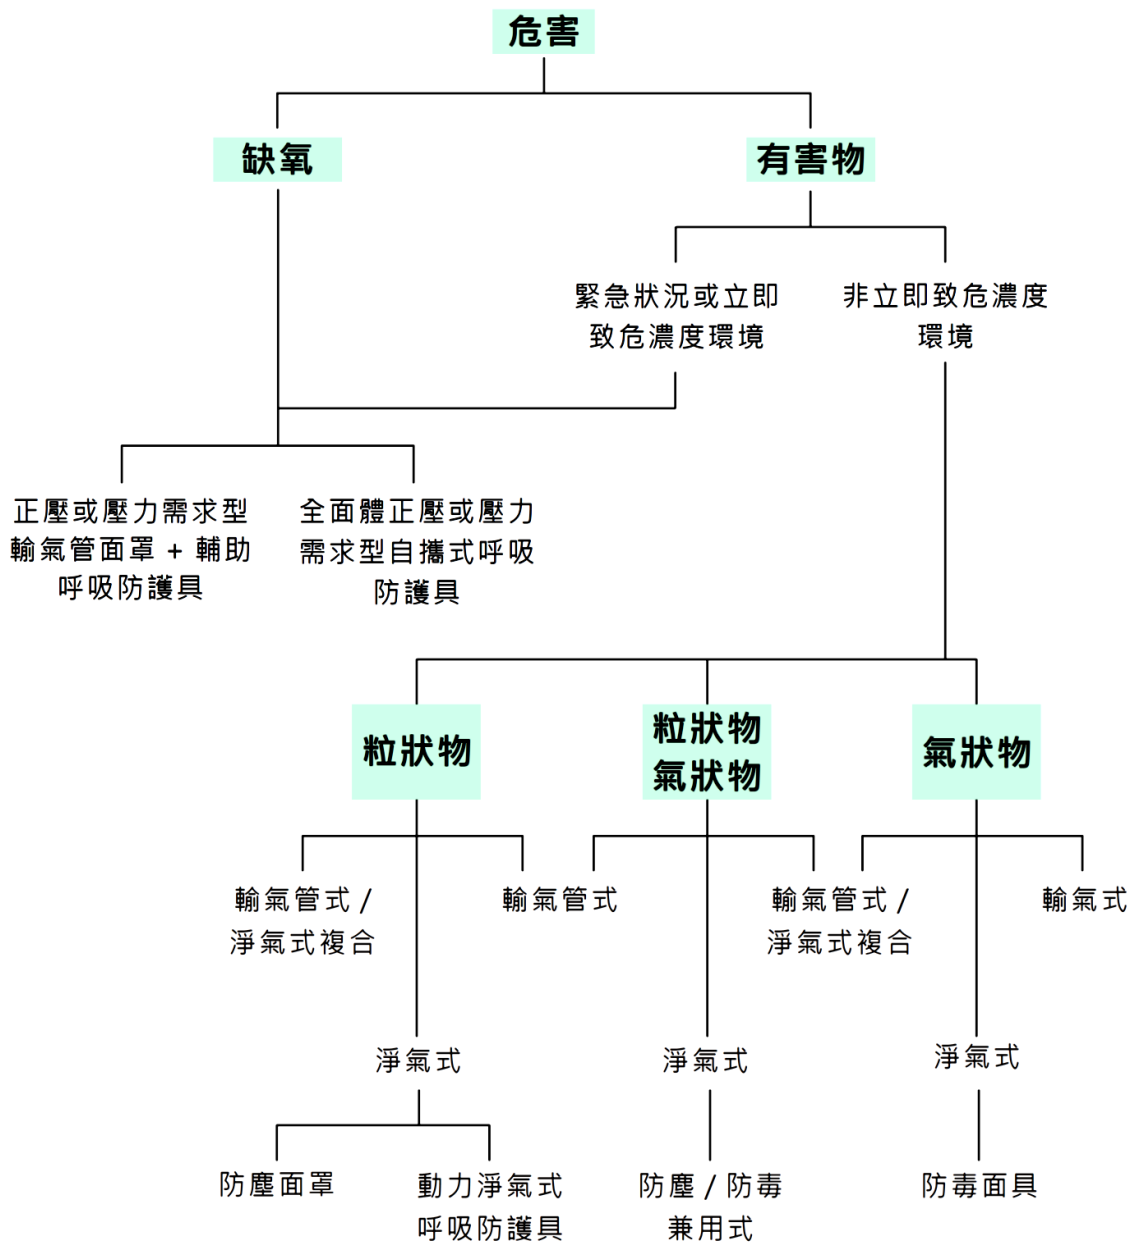 危害
缺氧
有害物
緊急狀況或立即
致危濃度環境
非立即致危濃度
環境
正壓或壓力需求型
輸氣管面罩 + 輔助
呼吸防護具
全面體正壓或壓力
需求型自攜式呼吸
防護具
粒狀物
粒狀物
氣狀物
氣狀物
輸氣管式 /
淨氣式複合
輸氣管式
輸氣管式 /
淨氣式複合
輸氣式
淨氣式
淨氣式
淨氣式
防塵面罩
動力淨氣式
呼吸防護具
防塵 / 防毒
兼用式
防毒面具